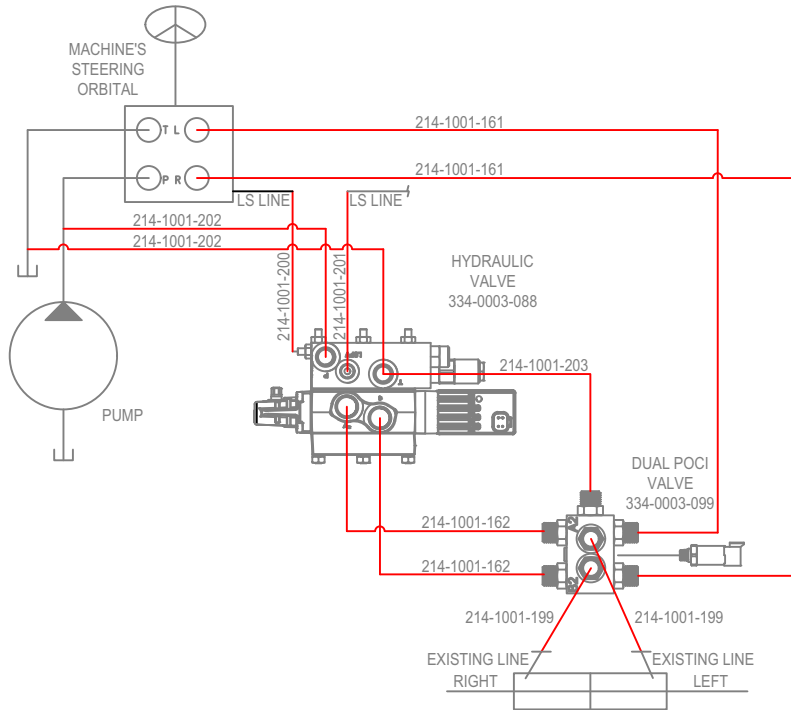 MACHINE'S
STEERING
ORBITAL
T L
P R
214-1001-161
214-1001-161
LS LINE
LS LINE
214-1001-202
214-1001-202
214-1001-200
214-1001-201
HYDRAULIC
VALVE
334-0003-088
P
T
214-1001-203
PUMP
DUAL POCI
VALVE
334-0003-099
214-1001-162
A2
214-1001-162
B2
214-1001-199
214-1001-199
EXISTING LINE
EXISTING LINE
RIGHT
LEFT